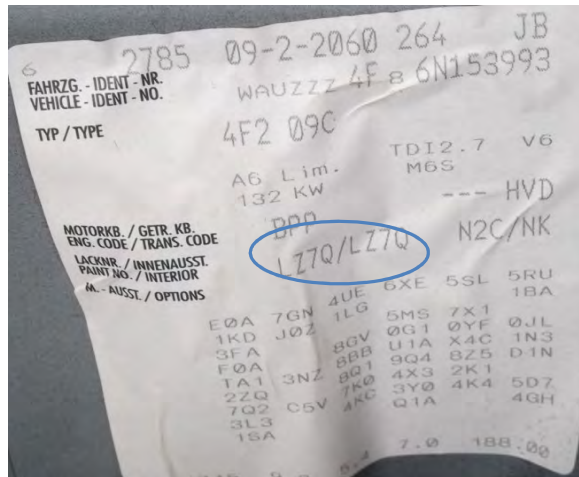 6 2785 09-2-2060 264 JB
FAHRZG. - IDENT - NR.
VEHICLE - IDENT - NO. WAUZZZ 4F 8 6N153993
TYP / TYPE 4F2 09C
A6 Lim. TDI2.7 V6
132 KW M6S
--- HVD
MOTORKB. / GETR. KB.
ENG. CODE / TRANS. CODE BPP N2C/NK
LACKNR. / INNENAUSST.
PAINT NO. / INTERIOR LZ7Q/LZ7Q
M. - AUSST. / OPTIONS
E0A 7GN 4UE 6XE 5SL 5RU
1KD J0Z 1LG 5MS 7X1 1BA
3FA 8GV 0G1 0YF 0JL
F0A 8BB U1A X4C 1N3
TA1 3NZ 8Q1 9Q4 8Z5 D1N
2ZQ 7K0 4X3 2K1
7Q2 C5V 4KC 3Y0 4K4 5D7
3L3 Q1A 4GH
1SA
5.4 7.0 188.00